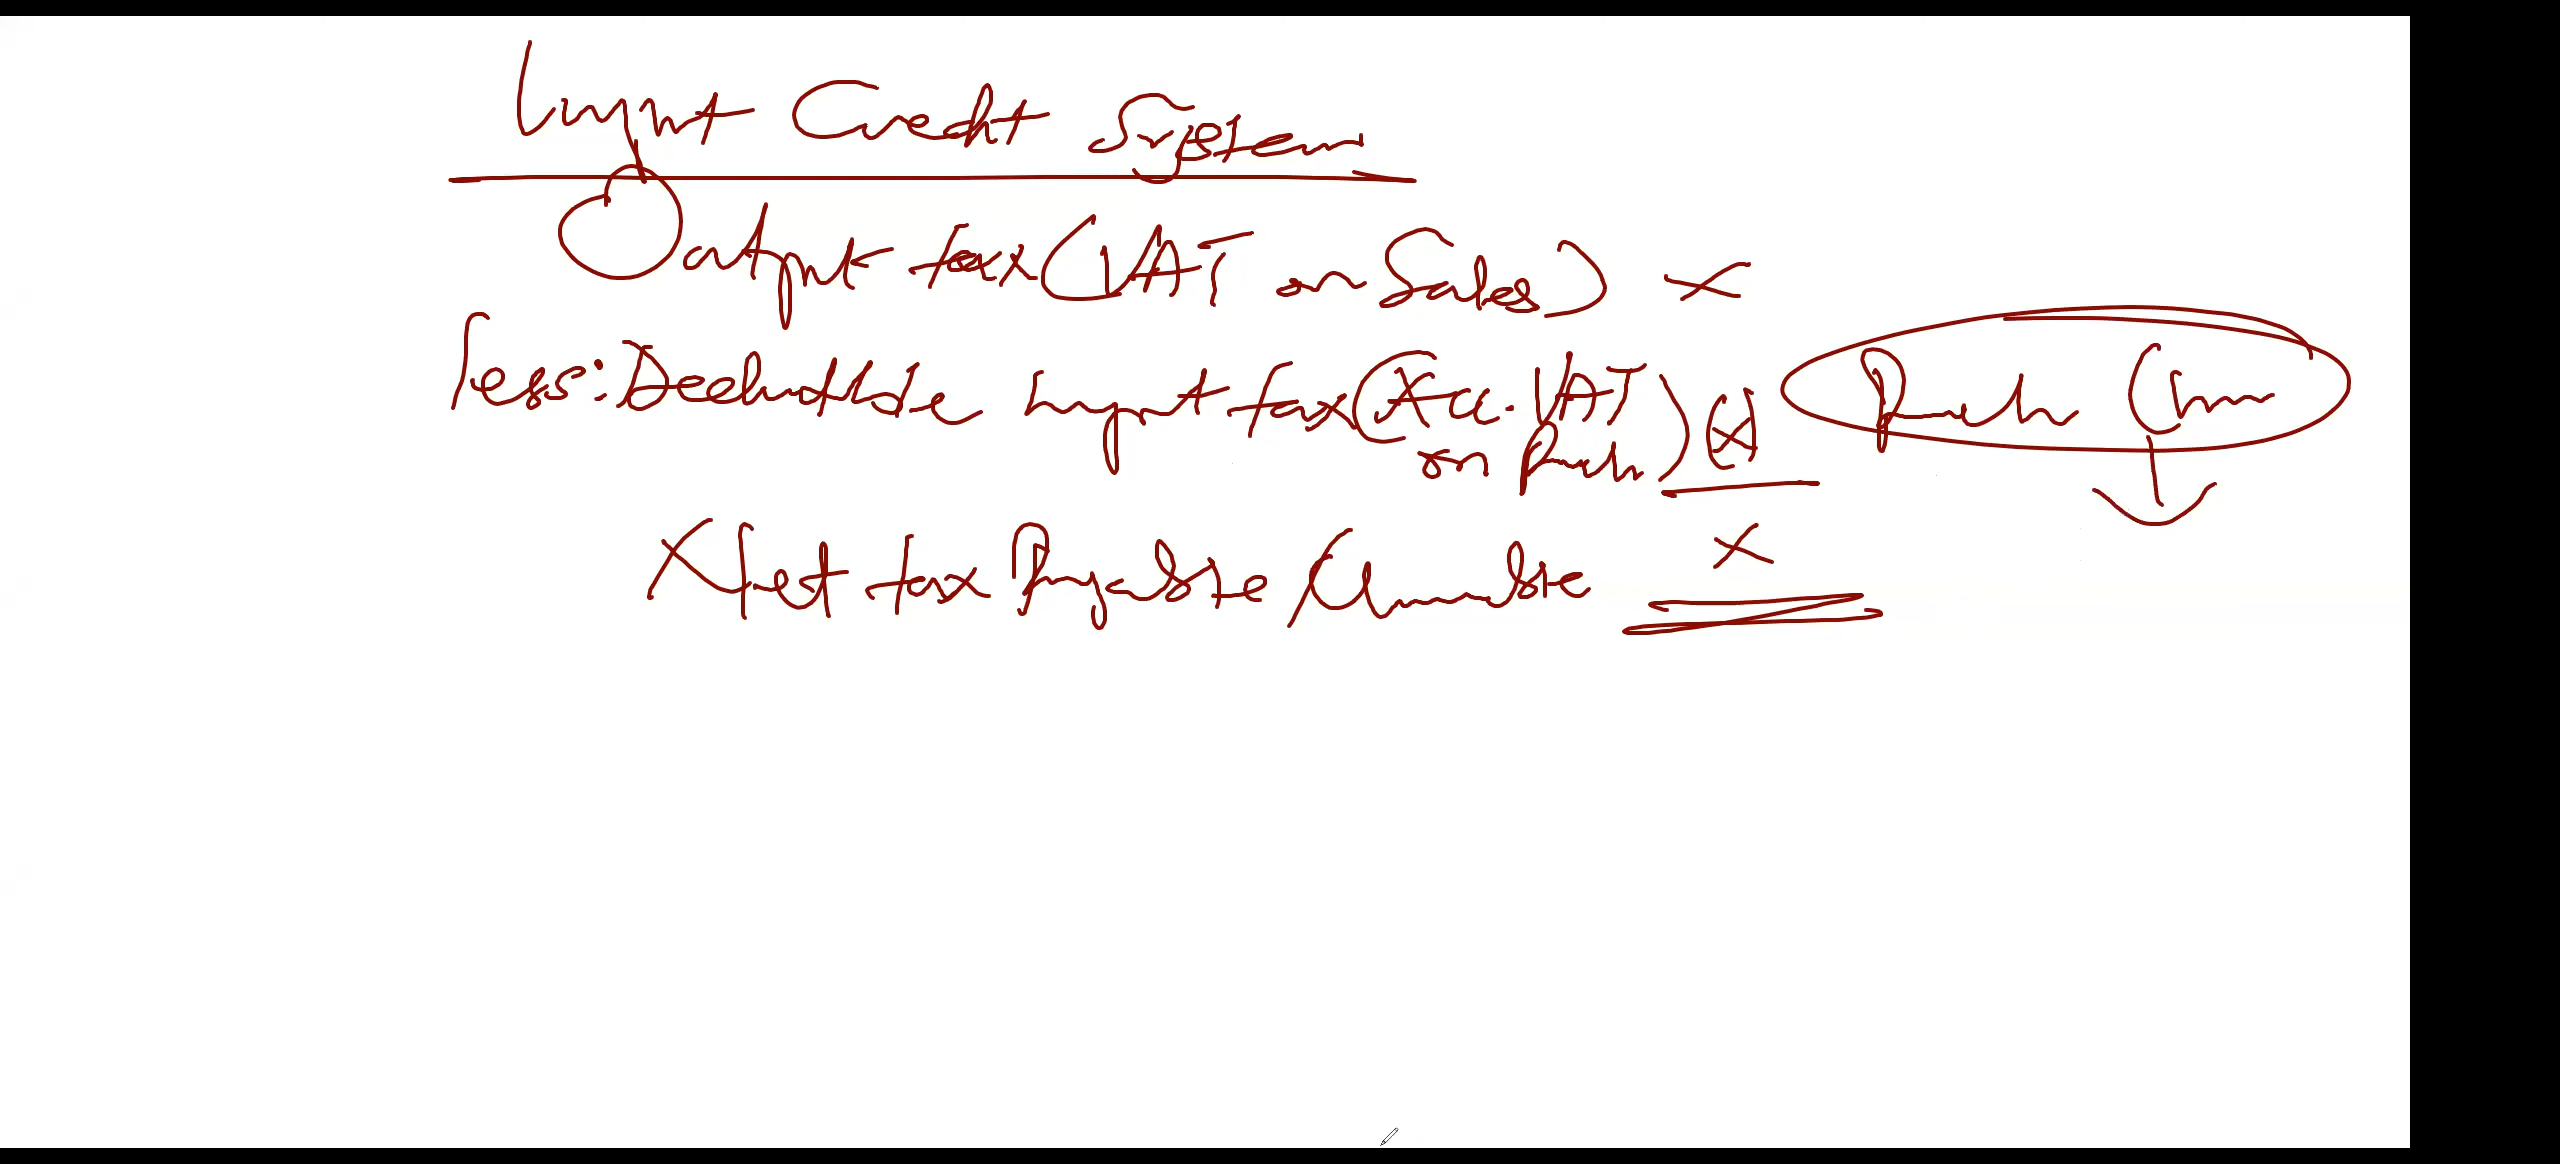 Input Credit System
Output tax (VAT on Sales) x
less: Deductible input tax (Acc. VAT on Purch) (x)
Net tax Payable / Claimable x
Purch